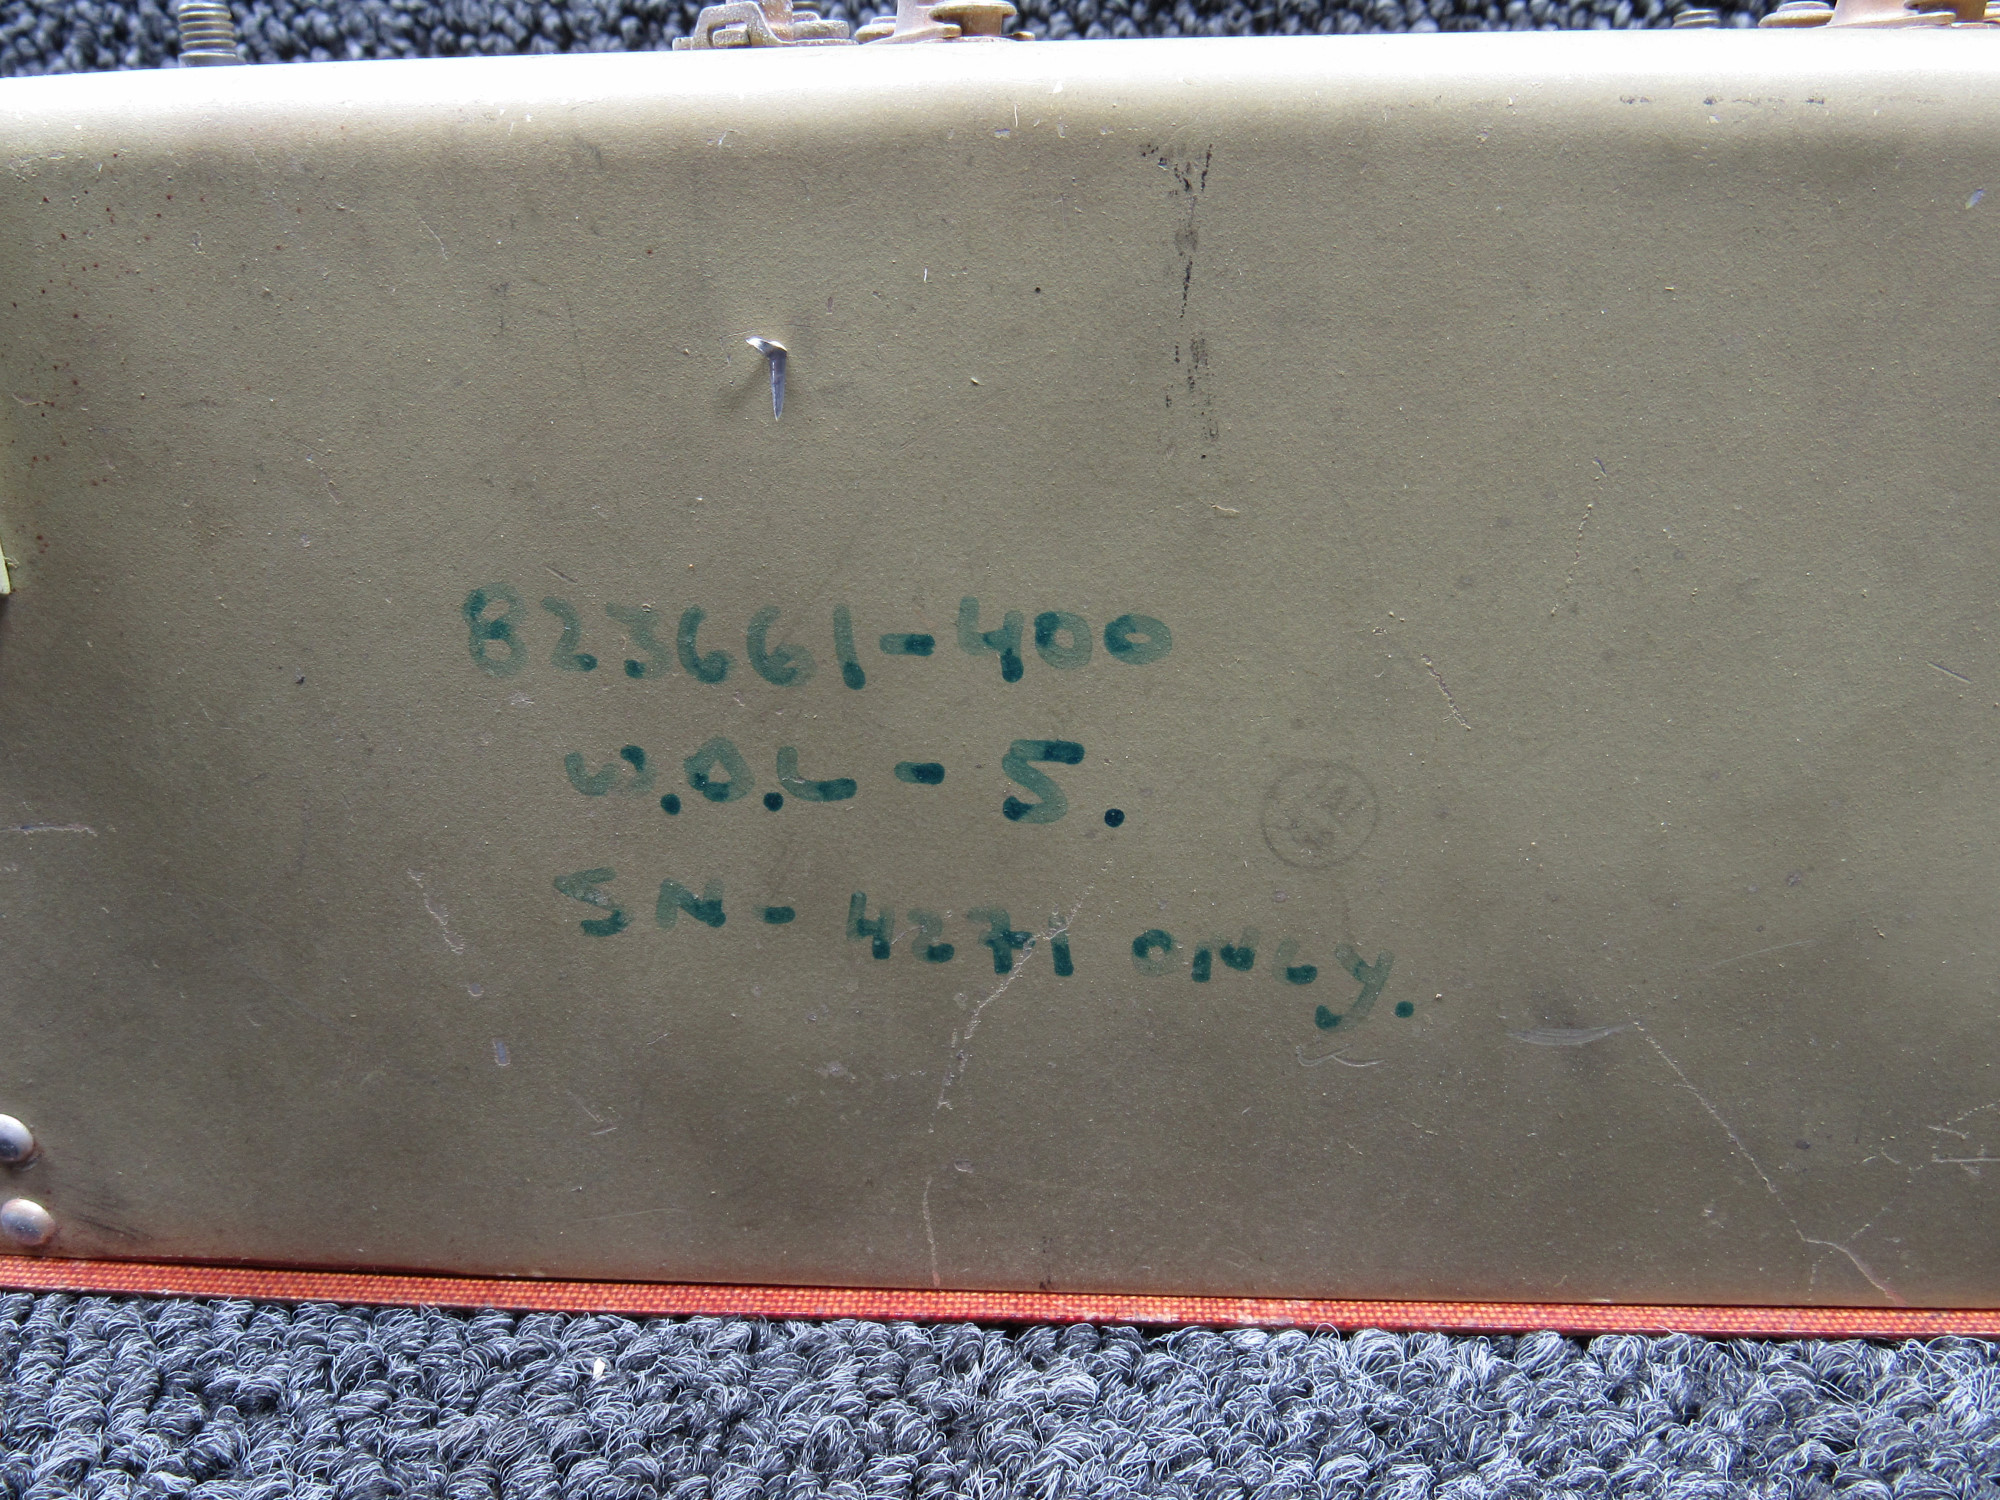 823661-400
W.O.L - 5.
SN - 4271 ONLY.